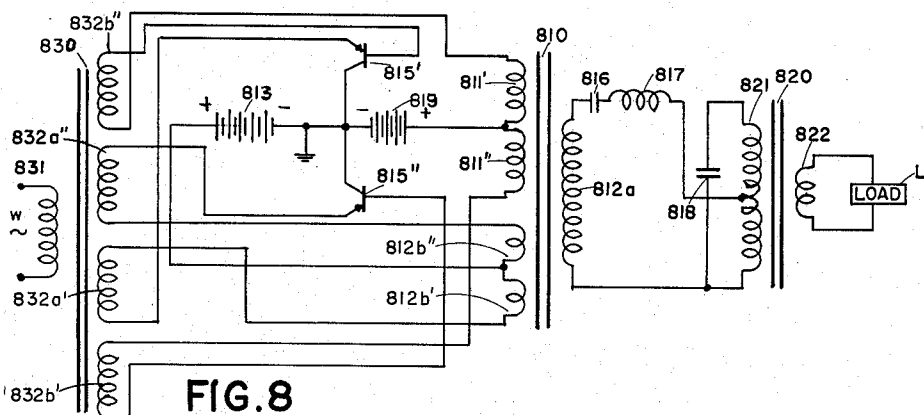 832b"
830
815'
810
816
817
821
820
813
819
811'
+
-
-
+
822
832a"
811"
L
831
815"
812a
818
LOAD
W
~
812b"
832a'
812b'
832b'
FIG.8